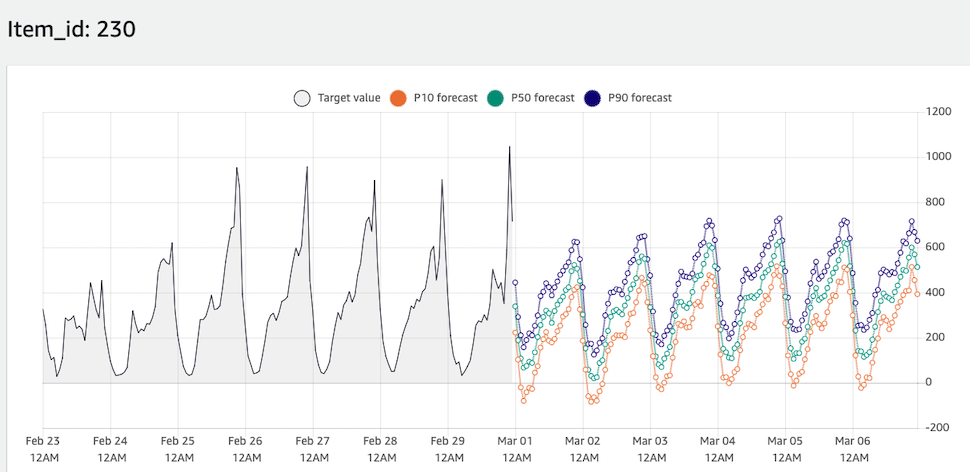 Item_id: 230
Target value P10 forecast P50 forecast P90 forecast
1200
1000
800
600
400
200
0
-200
Feb 23 Feb 24 Feb 25 Feb 26 Feb 27 Feb 28 Feb 29 Mar 01 Mar 02 Mar 03 Mar 04 Mar 05 Mar 06
12AM 12AM 12AM 12AM 12AM 12AM 12AM 12AM 12AM 12AM 12AM 12AM 12AM